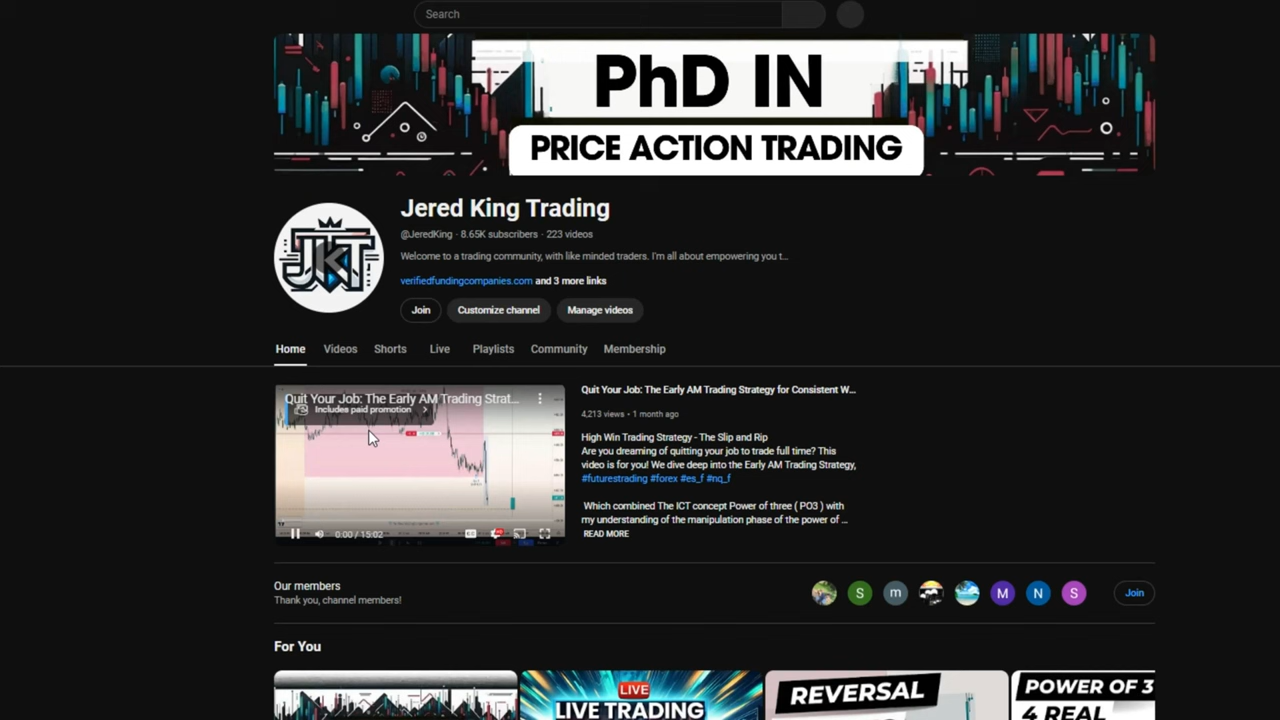 Search
PhD IN
PRICE ACTION TRADING
JKT
Jered King Trading
@JeredKing · 8.65K subscribers · 223 videos
Welcome to a trading community, with like minded traders. I'm all about empowering you t...
verifiedfundingcompanies.com and 3 more links
Join
Customize channel
Manage videos
Home
Videos
Shorts
Live
Playlists
Community
Membership
Quit Your Job: The Early AM Trading Strat...
Includes paid promotion
0:00 / 15:02
Quit Your Job: The Early AM Trading Strategy for Consistent W...
4,213 views • 1 month ago
High Win Trading Strategy - The Slip and Rip
Are you dreaming of quitting your job to trade full time? This
video is for you! We dive deep into the Early AM Trading Strategy,
#futurestrading #forex #es_f #nq_f
Which combined The ICT concept Power of three ( PO3 ) with
my understanding of the manipulation phase of the power of ...
READ MORE
Our members
Thank you, channel members!
S
m
M
N
S
Join
For You
LIVE
LIVE TRADING
REVERSAL
POWER OF 3
4 REAL